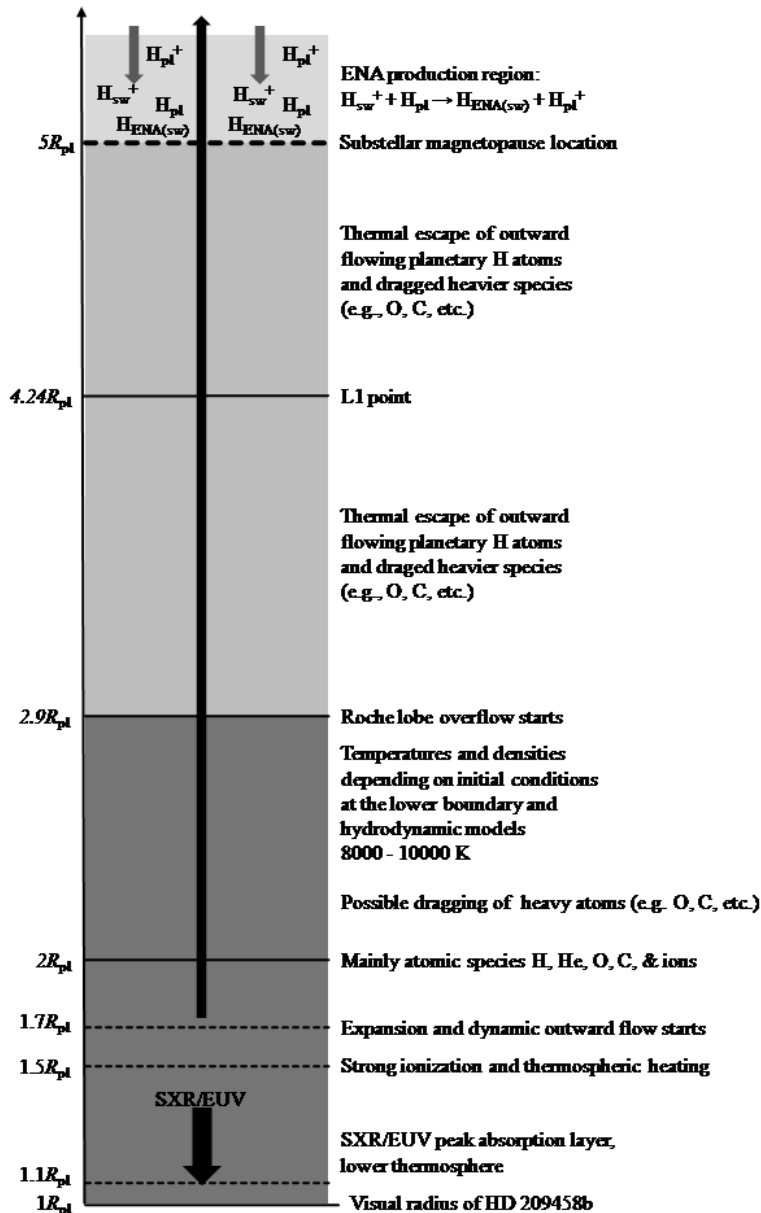 H_pl^+ H_pl^+
ENA production region:
H_sw^+ H_sw^+
H_pl H_pl
H_sw^+ + H_pl → H_ENA(sw) + H_pl^+
H_ENA(sw) H_ENA(sw)
5R_pl
Substellar magnetopause location
Thermal escape of outward
flowing planetary H atoms
and dragged heavier species
(e.g., O, C, etc.)
4.24R_pl
L1 point
Thermal escape of outward
flowing planetary H atoms
and draged heavier species
(e.g., O, C, etc.)
2.9R_pl
Roche lobe overflow starts
Temperatures and densities
depending on initial conditions
at the lower boundary and
hydrodynamic models
8000 - 10000 K
Possible dragging of heavy atoms (e.g. O, C, etc.)
2R_pl
Mainly atomic species H, He, O, C, & ions
1.7R_pl
Expansion and dynamic outward flow starts
1.5R_pl
Strong ionization and thermospheric heating
SXR/EUV
SXR/EUV peak absorption layer,
lower thermosphere
1.1R_pl
1R_pl
Visual radius of HD 209458b